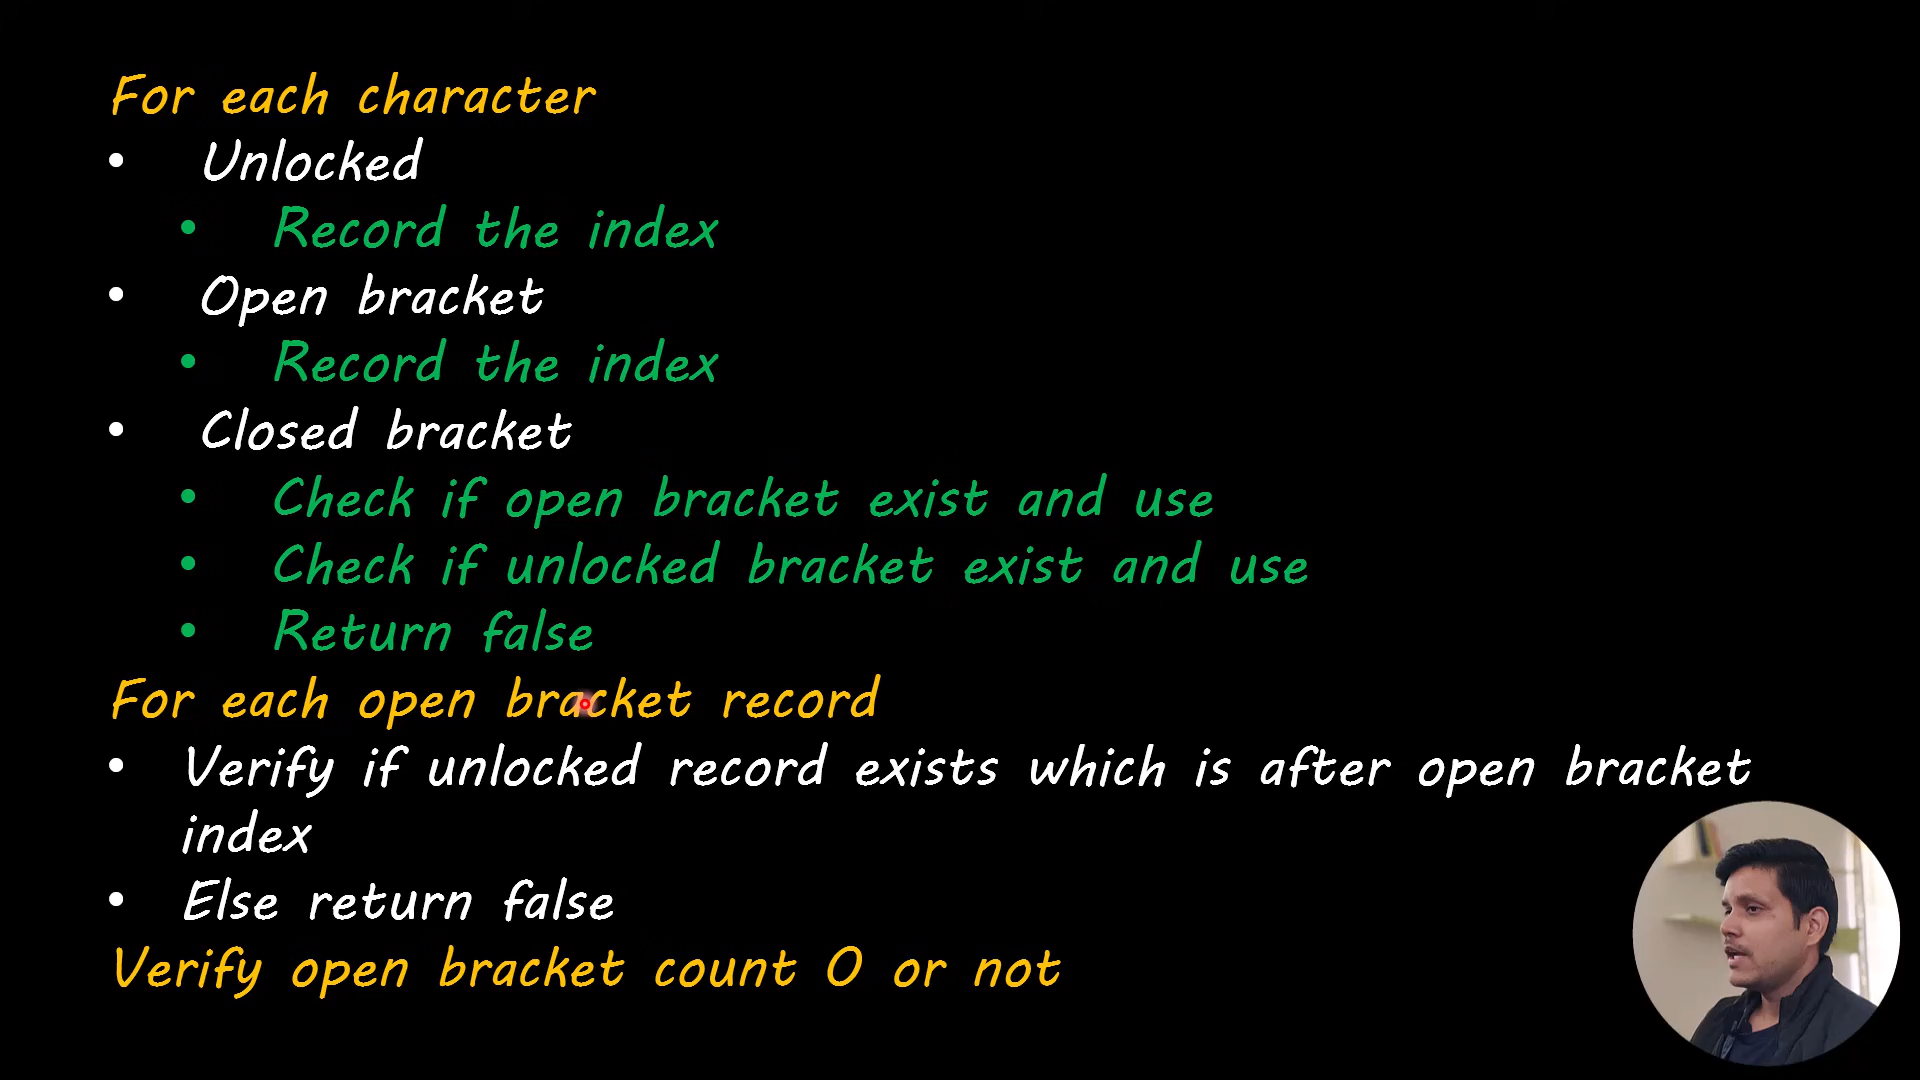 For each character
• Unlocked
• Record the index
• Open bracket
• Record the index
• Closed bracket
• Check if open bracket exist and use
• Check if unlocked bracket exist and use
• Return false
For each open bracket record
• Verify if unlocked record exists which is after open bracket
index
• Else return false
Verify open bracket count 0 or not